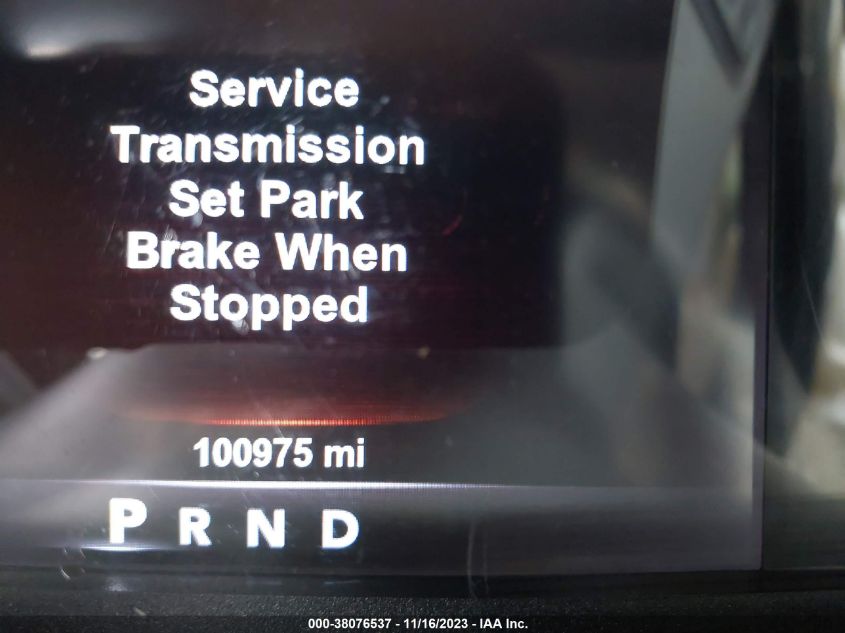 Service
Transmission
Set Park
Brake When
Stopped
100975 mi
P R N D
000-38076537 - 11/16/2023 - IAA Inc.